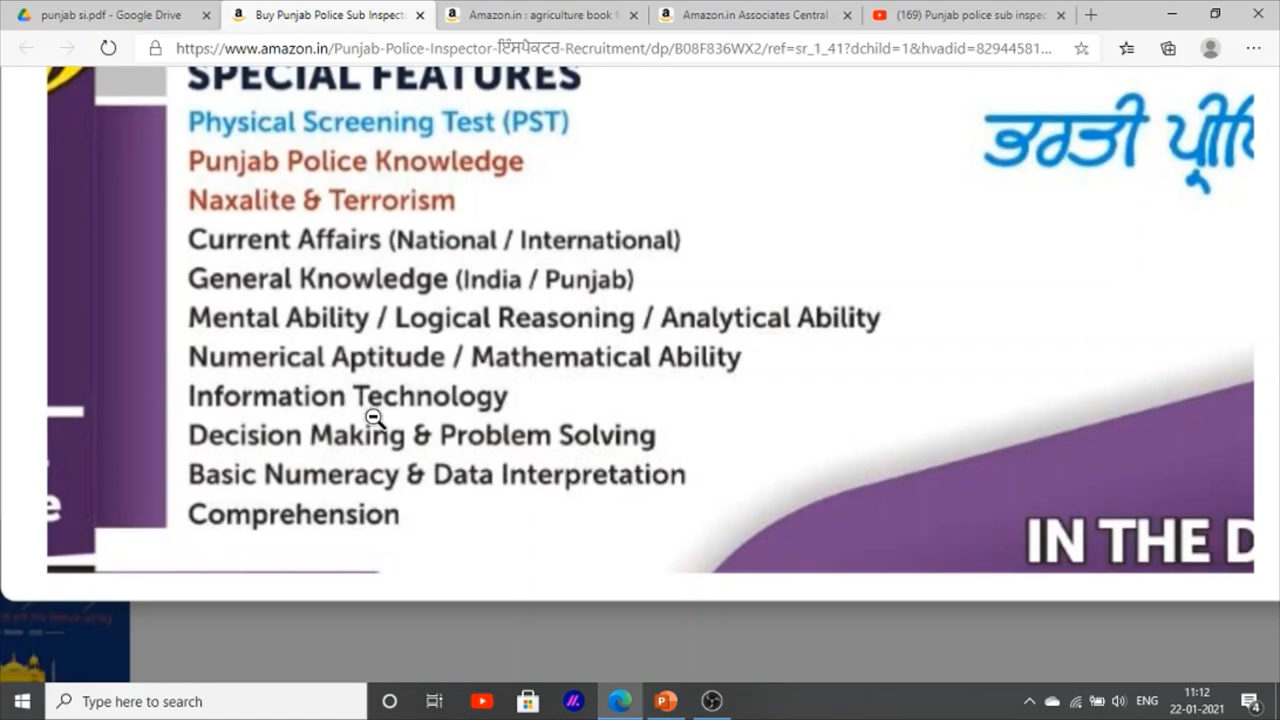 punjab si.pdf - Google Drive
Buy Punjab Police Sub Inspect
Amazon.in : agriculture book f
Amazon.in Associates Central
(169) Punjab police sub inspec
https://www.amazon.in/Punjab-Police-Inspector-ਇੰਸਪੈਕਟਰ-Recruitment/dp/B08F836WX2/ref=sr_1_41?dchild=1&hvadid=82944581...
SPECIAL FEATURES
Physical Screening Test (PST)
Punjab Police Knowledge
Naxalite & Terrorism
Current Affairs (National / International)
General Knowledge (India / Punjab)
Mental Ability / Logical Reasoning / Analytical Ability
Numerical Aptitude / Mathematical Ability
Information Technology
Decision Making & Problem Solving
Basic Numeracy & Data Interpretation
Comprehension
ਭਰਤੀ
e
IN THE D
Type here to search
ENG
11:12
22-01-2021
4